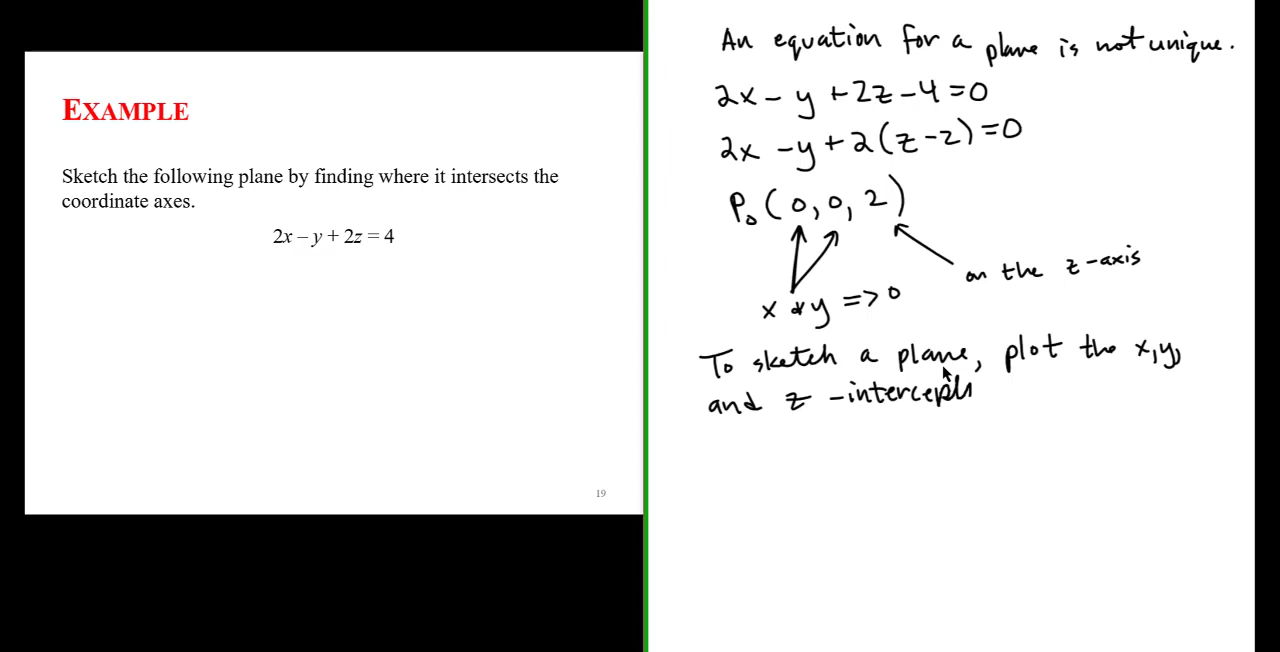 EXAMPLE
Sketch the following plane by finding where it intersects the
coordinate axes.
2x – y + 2z = 4
19
An equation for a plane is not unique.
2x - y + 2z - 4 = 0
2x - y + 2(z - 2) = 0
P₀(0, 0, 2)
on the z-axis
x & y => 0
To sketch a plane, plot the x, y,
and z -intercepts